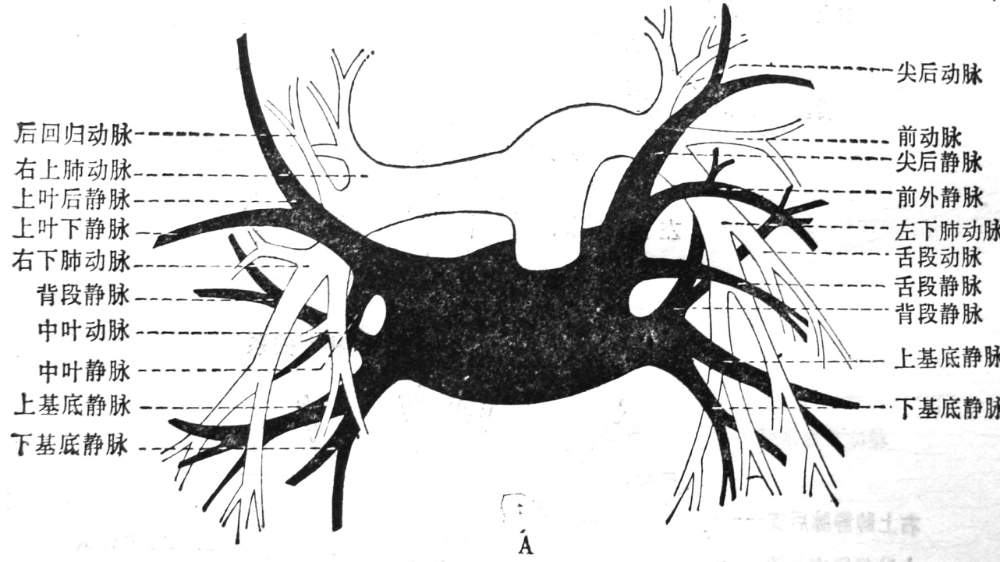 后回归动脉
右上肺动脉
上叶后静脉
上叶下静脉
右下肺动脉
背段静脉
中叶动脉
中叶静脉
上基底静脉
下基底静脉
尖后动脉
前动脉
尖后静脉
前外静脉
左下肺动脉
舌段动脉
舌段静脉
背段静脉
上基底静脉
下基底静脉
A